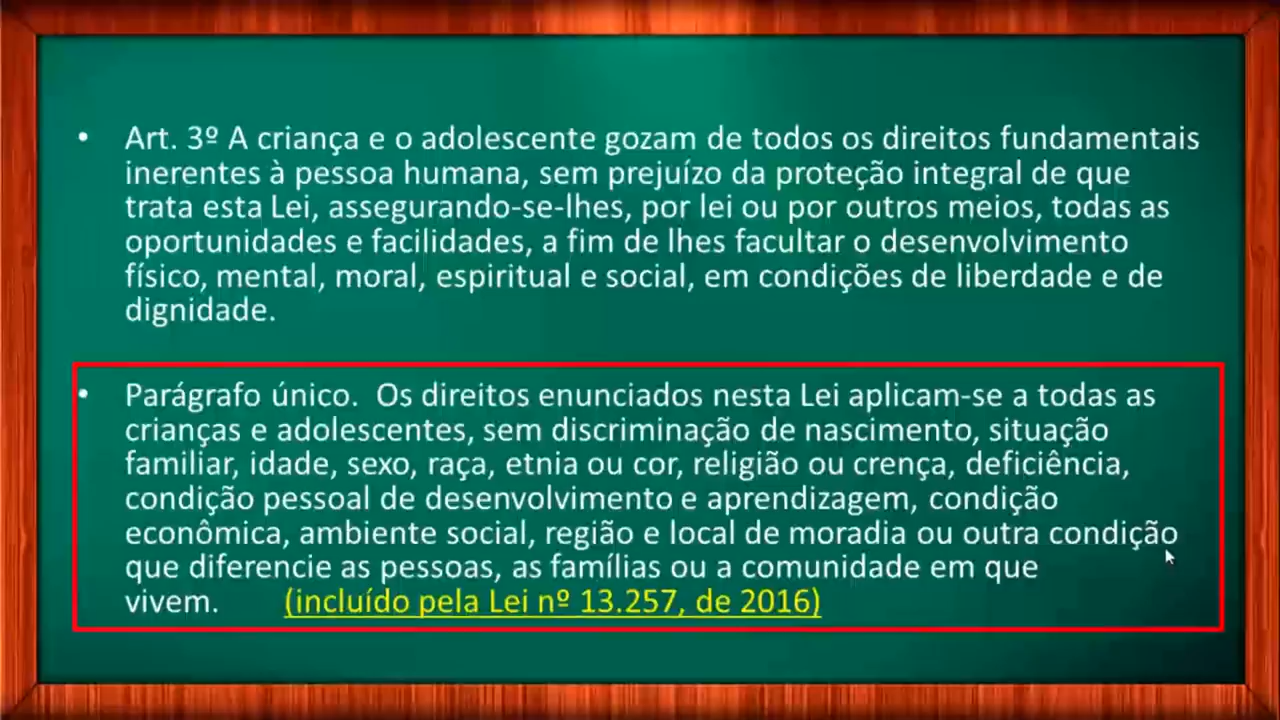 • Art. 3º A criança e o adolescente gozam de todos os direitos fundamentais
inerentes à pessoa humana, sem prejuízo da proteção integral de que
trata esta Lei, assegurando-se-lhes, por lei ou por outros meios, todas as
oportunidades e facilidades, a fim de lhes facultar o desenvolvimento
físico, mental, moral, espiritual e social, em condições de liberdade e de
dignidade.
• Parágrafo único.  Os direitos enunciados nesta Lei aplicam-se a todas as
crianças e adolescentes, sem discriminação de nascimento, situação
familiar, idade, sexo, raça, etnia ou cor, religião ou crença, deficiência,
condição pessoal de desenvolvimento e aprendizagem, condição
econômica, ambiente social, região e local de moradia ou outra condição
que diferencie as pessoas, as famílias ou a comunidade em que
vivem. (incluído pela Lei nº 13.257, de 2016)